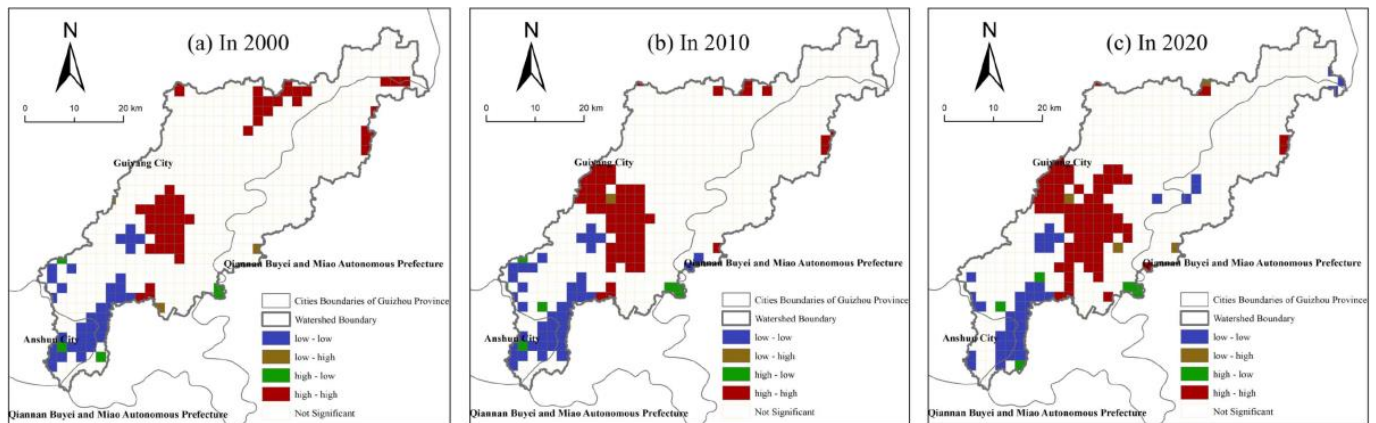 (a) In 2000
N
0 20 km
Guiyang City
Qiannan Buyei and Miao Autonomous Prefecture
Anshun City
Cities Boundaries of Guizhou Province
Watershed Boundary
low - low
low - high
high - low
high - high
Not Significant
Qiannan Buyei and Miao Autonomous Prefecture
(b) In 2010
N
0 20 km
Guiyang City
Qiannan Buyei and Miao Autonomous Prefecture
Anshun City
Cities Boundaries of Guizhou Province
Watershed Boundary
low - low
low - high
high - low
high - high
Not Significant
Qiannan Buyei and Miao Autonomous Prefecture
(c) In 2020
N
0 20 km
Guiyang City
Qiannan Buyei and Miao Autonomous Prefecture
Anshun City
Cities Boundaries of Guizhou Province
Watershed Boundary
low - low
low - high
high - low
high - high
Not Significant
Qiannan Buyei and Miao Autonomous Prefecture